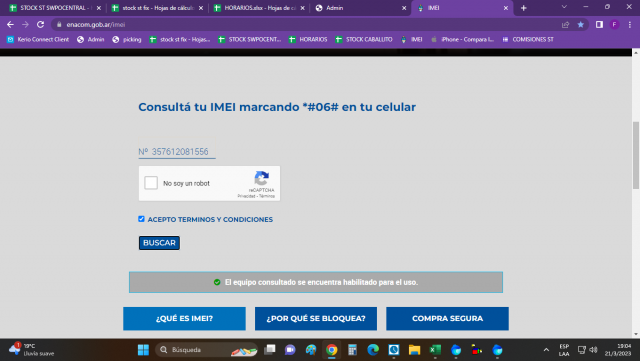 STOCK ST SWPOCENTRAL - H
stock st fix - Hojas de cálculo
HORARIOS.xlsx - Hojas de cál
Admin
IMEI
enacom.gob.ar/imei
F
Kerio Connect Client
Admin
picking
stock st fix - Hojas...
STOCK SWPOCENT...
HORARIOS
STOCK CABALLITO
IMEI
iPhone - Compara l...
COMISIONES ST
Consultá tu IMEI marcando *#06# en tu celular
Nº 357612081556
No soy un robot
reCAPTCHA
Privacidad - Términos
ACEPTO TERMINOS Y CONDICIONES
BUSCAR
El equipo consultado se encuentra habilitado para el uso.
¿QUÉ ES IMEI?
¿POR QUÉ SE BLOQUEA?
COMPRA SEGURA
1
19°C
Lluvia suave
Búsqueda
ESP
LAA
19:04
21/3/2023